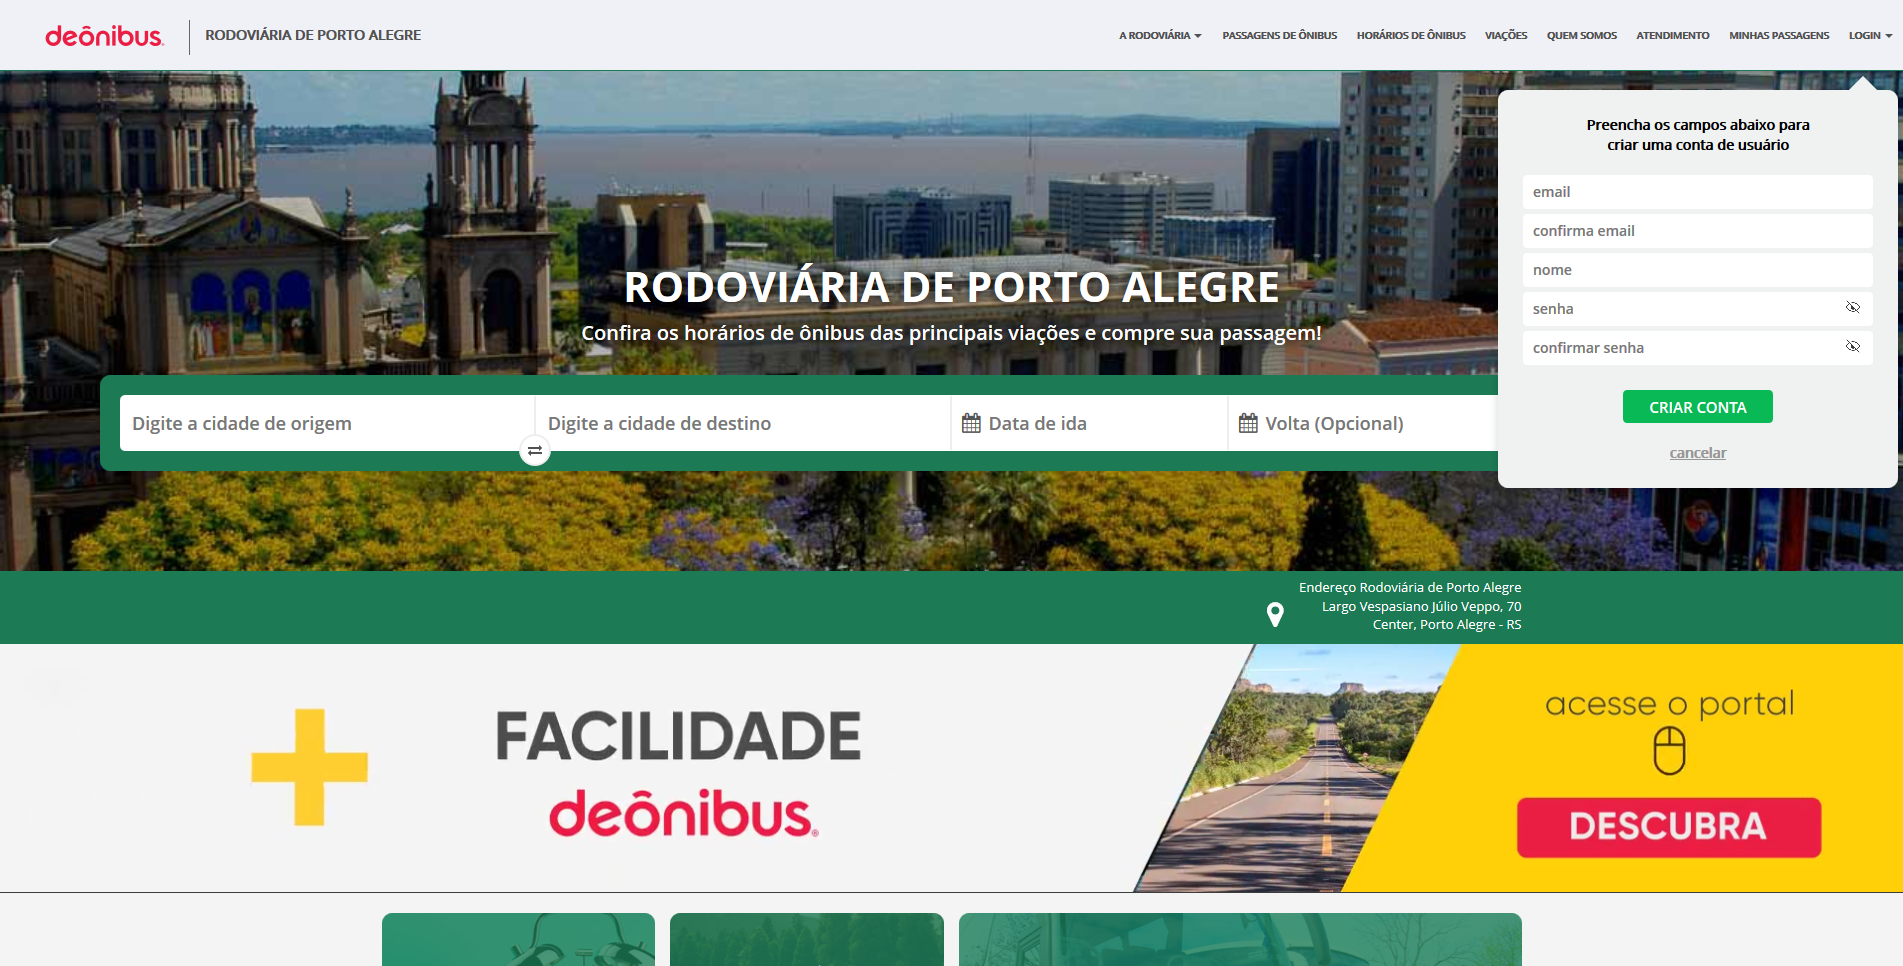 deônibus.
RODOVIÁRIA DE PORTO ALEGRE
A RODOVIÁRIA
PASSAGENS DE ÔNIBUS
HORÁRIOS DE ÔNIBUS
VIAÇÕES
QUEM SOMOS
ATENDIMENTO
MINHAS PASSAGENS
LOGIN
Preencha os campos abaixo para
criar uma conta de usuário
email
confirma email
nome
senha
confirmar senha
CRIAR CONTA
cancelar
RODOVIÁRIA DE PORTO ALEGRE
Confira os horários de ônibus das principais viações e compre sua passagem!
Digite a cidade de origem
Digite a cidade de destino
Data de ida
Volta (Opcional)
Endereço Rodoviária de Porto Alegre
Largo Vespasiano Júlio Veppo, 70
Center, Porto Alegre - RS
FACILIDADE
deônibus.®
acesse o portal
DESCUBRA